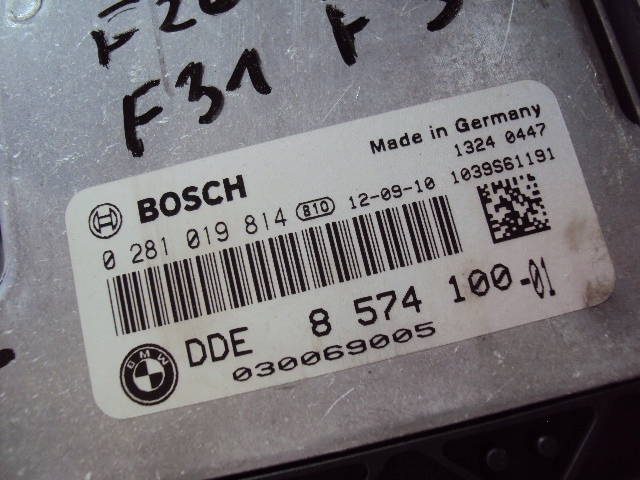 F31 F
Made in Germany
1324 0447
BOSCH
0 281 019 814 810 12-09-10 1039S61191
BMW
DDE 8 574 100-01
030069005